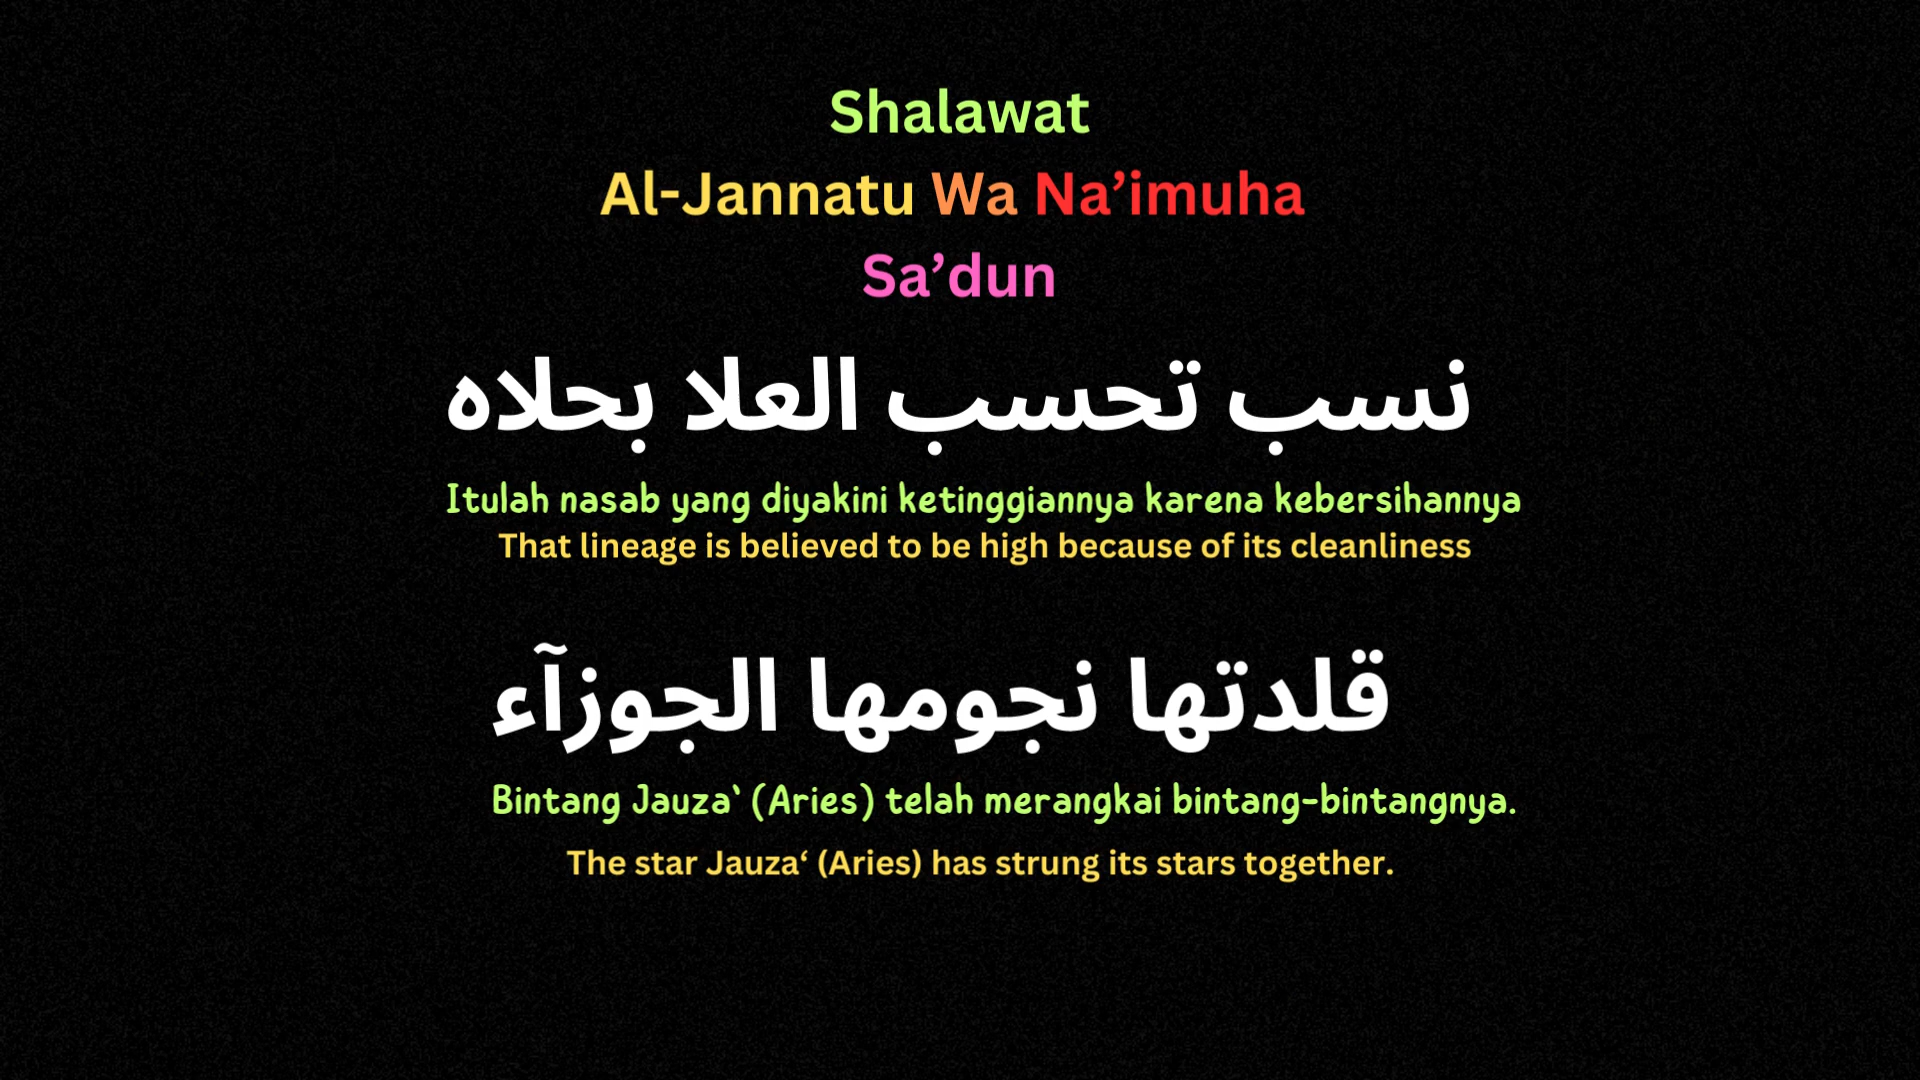 Shalawat
Al-Jannatu Wa Na’imuha
Sa’dun
نسب تحسب العلا بحلاه
Itulah nasab yang diyakini ketinggiannya karena kebersihannya
That lineage is believed to be high because of its cleanliness
قلدتها نجومها الجوزآء
Bintang Jauza‘ (Aries) telah merangkai bintang-bintangnya.
The star Jauza‘ (Aries) has strung its stars together.